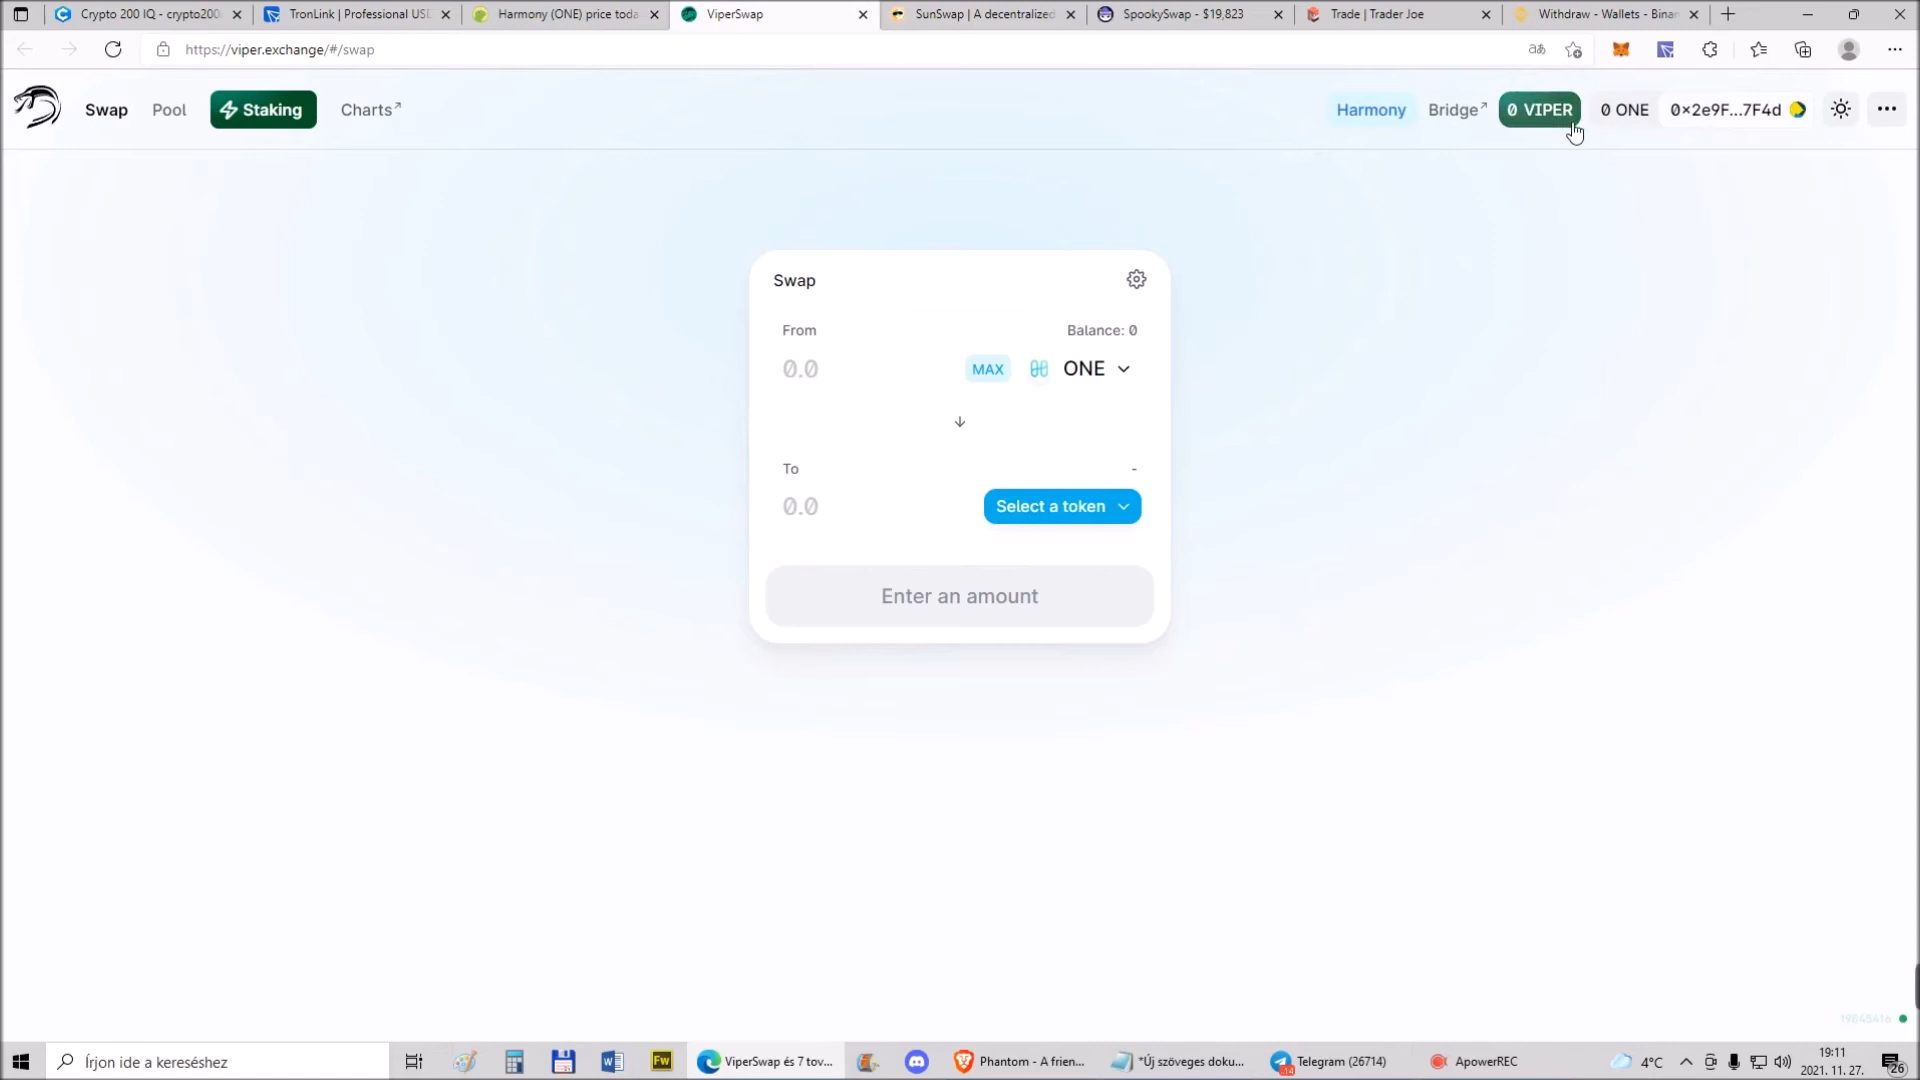 Crypto 200 IQ - crypto200
TronLink | Professional USD
Harmony (ONE) price toda
ViperSwap
SunSwap | A decentralized
SpookySwap - $19,823
Trade | Trader Joe
Withdraw - Wallets - Binan
https://viper.exchange/#/swap
Swap
Pool
Staking
Charts↗
Harmony
Bridge↗
0 VIPER
0 ONE
0x2e9F...7F4d
Swap
From
Balance: 0
0.0
MAX
ONE
To
-
0.0
Select a token
Enter an amount
19645416
Írjon ide a kereséshez
ViperSwap és 7 tov...
Phantom - A frien...
*Új szöveges doku...
Telegram (26714)
ApowerREC
4°C
19:11
2021. 11. 27.
26